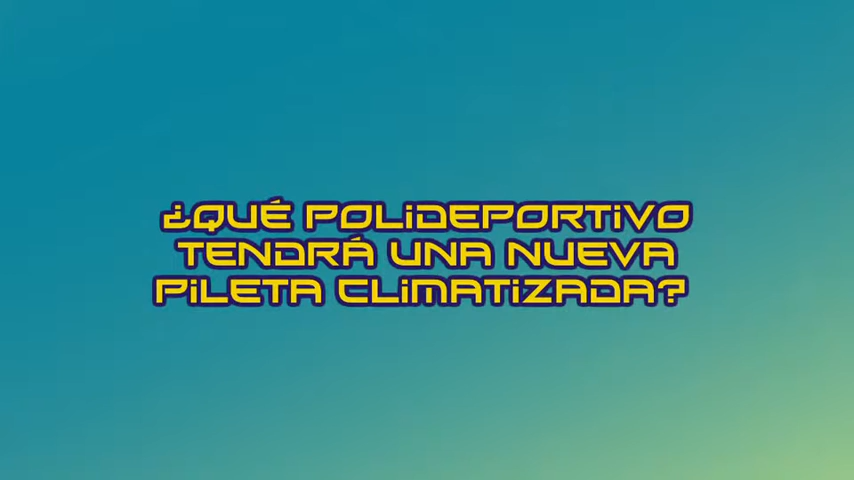 ¿QUÉ POLIDEPORTIVO
TENDRÁ UNA NUEVA
PILETA CLIMATIZADA?